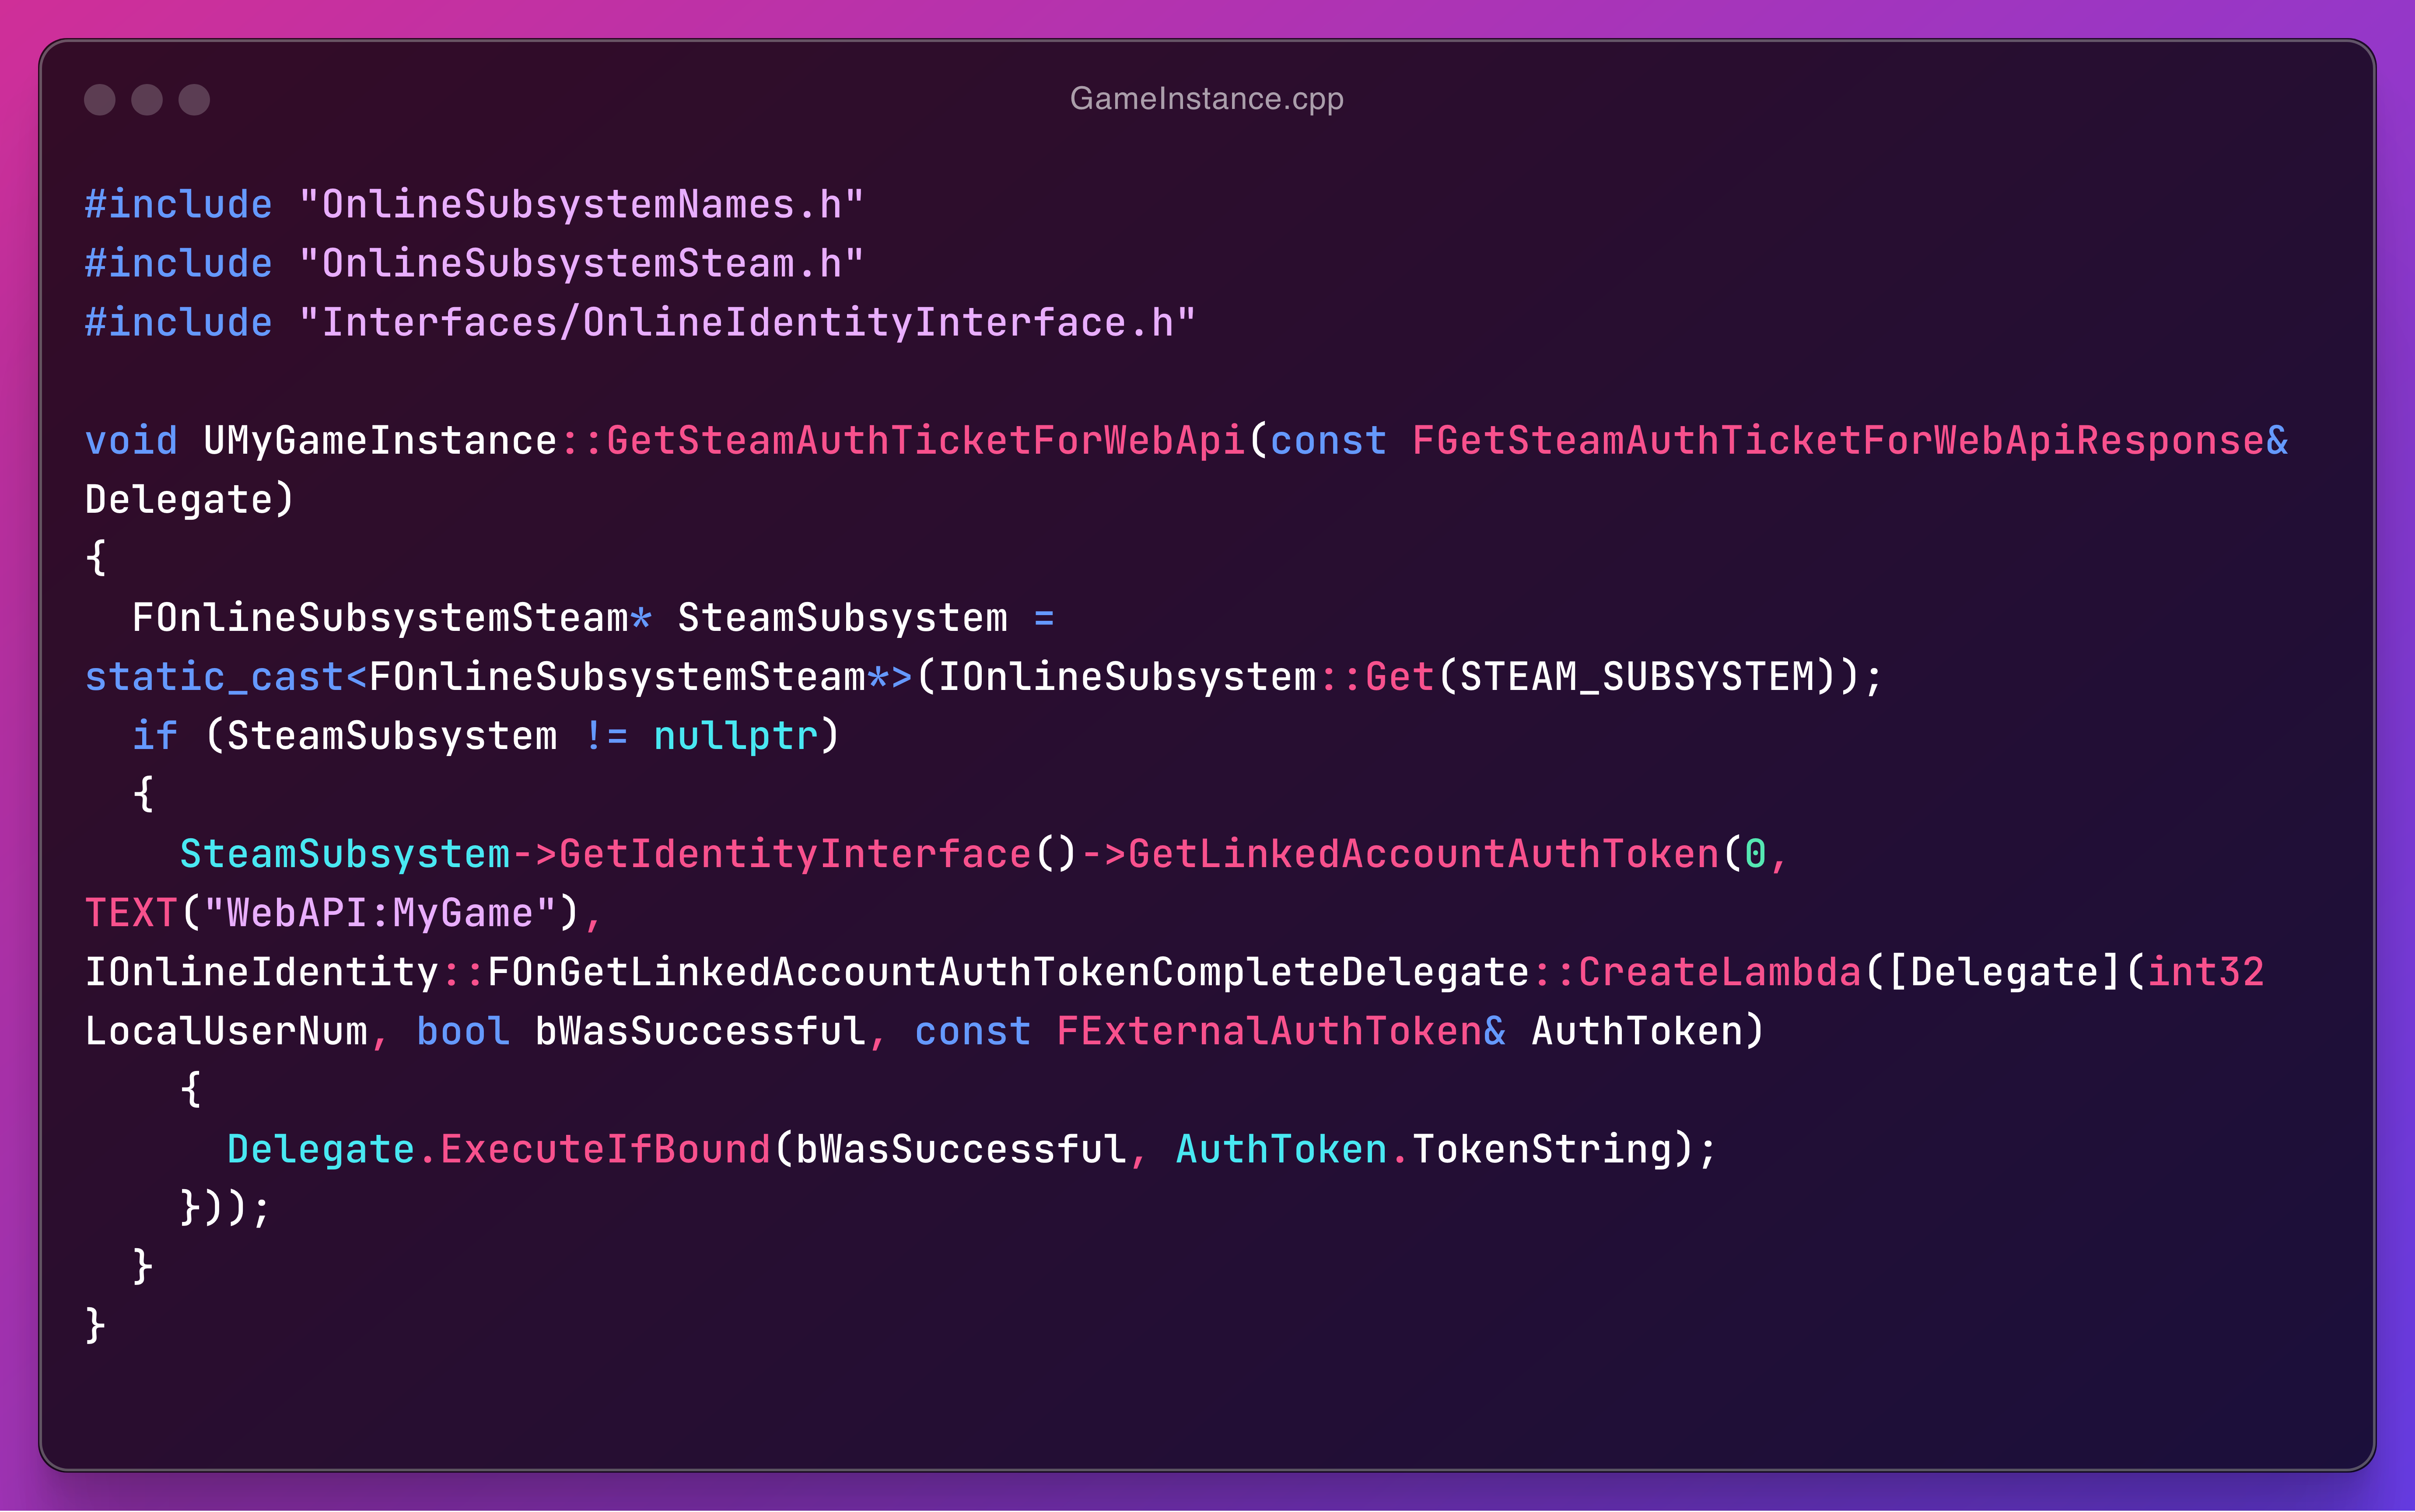 GameInstance.cpp
#include "OnlineSubsystemNames.h"
#include "OnlineSubsystemSteam.h"
#include "Interfaces/OnlineIdentityInterface.h"

void UMyGameInstance::GetSteamAuthTicketForWebApi(const FGetSteamAuthTicketForWebApiResponse&
Delegate)
{
  FOnlineSubsystemSteam* SteamSubsystem =
static_cast<FOnlineSubsystemSteam*>(IOnlineSubsystem::Get(STEAM_SUBSYSTEM));
  if (SteamSubsystem != nullptr)
  {
    SteamSubsystem->GetIdentityInterface()->GetLinkedAccountAuthToken(0,
TEXT("WebAPI:MyGame"),
IOnlineIdentity::FOnGetLinkedAccountAuthTokenCompleteDelegate::CreateLambda([Delegate](int32
LocalUserNum, bool bWasSuccessful, const FExternalAuthToken& AuthToken)
    {
      Delegate.ExecuteIfBound(bWasSuccessful, AuthToken.TokenString);
    }));
  }
}